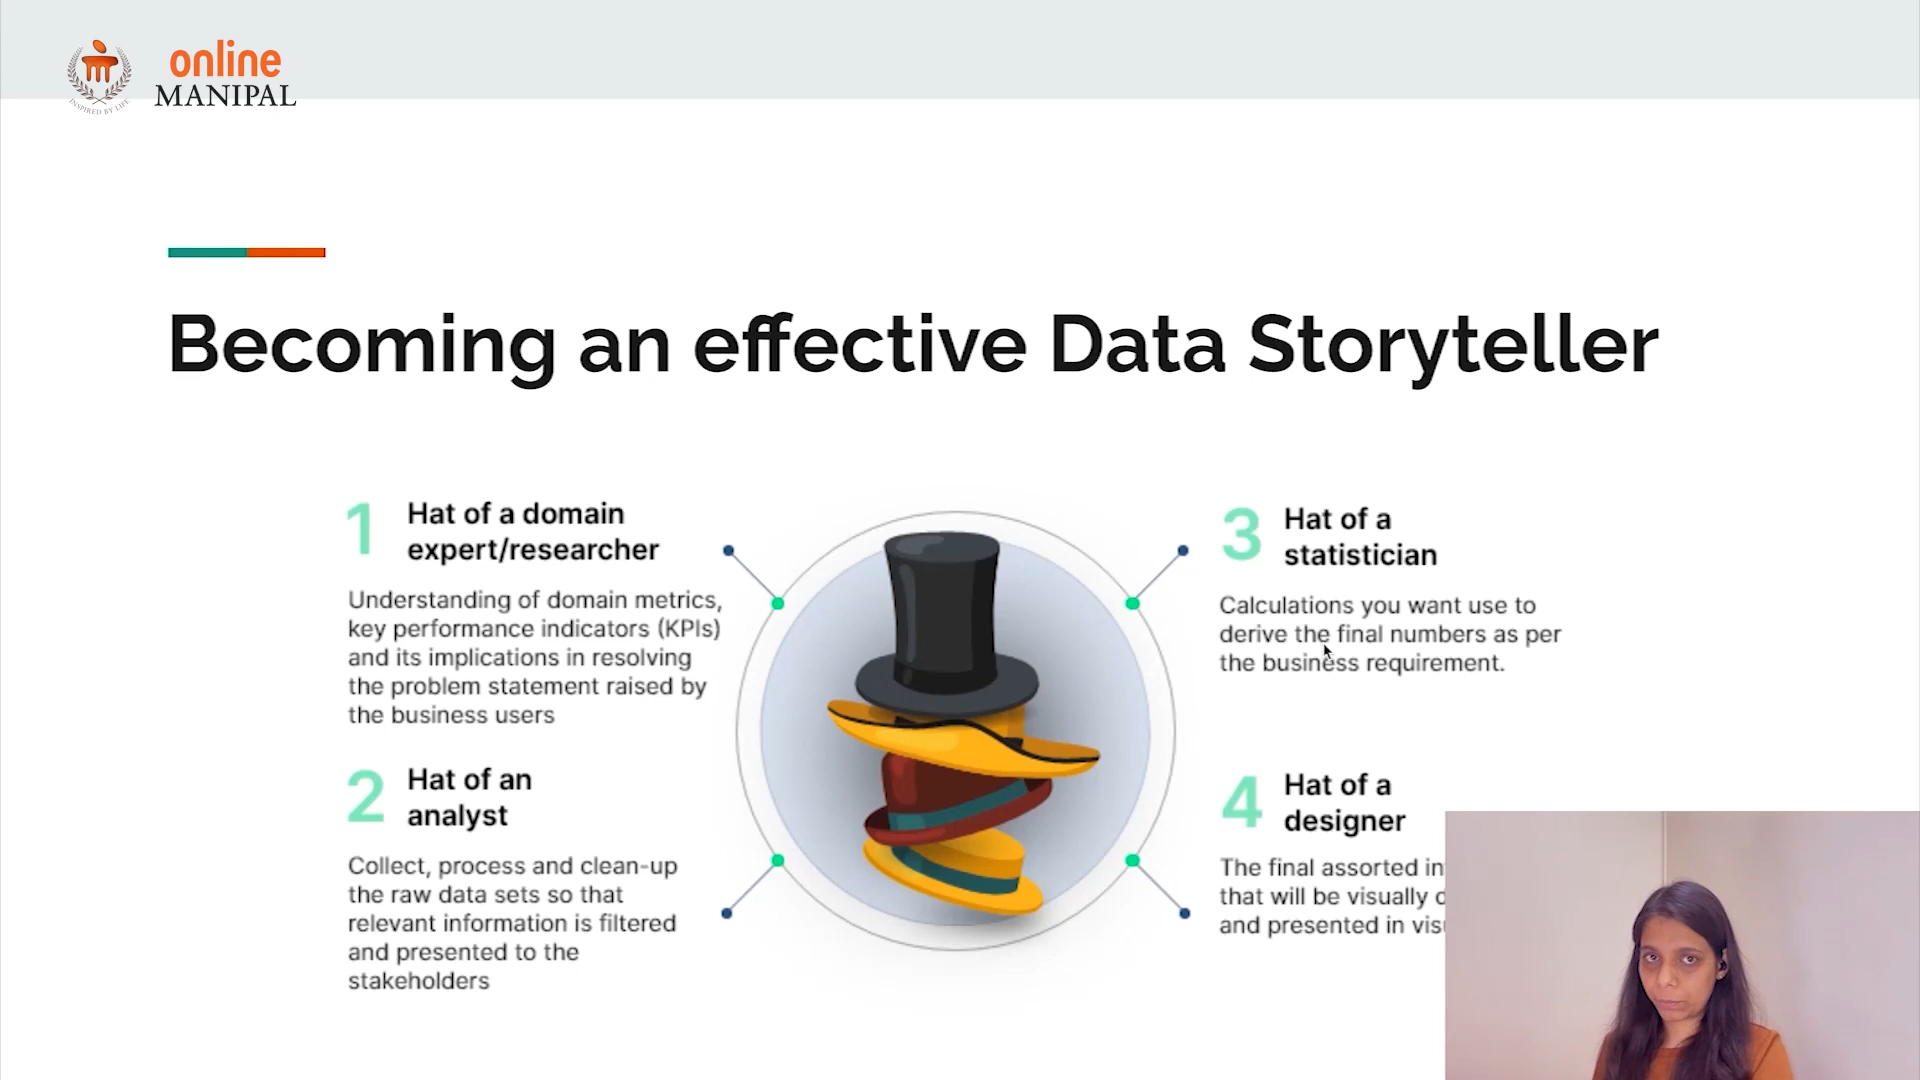 online
MANIPAL
INSPIRED BY LIFE
Becoming an effective Data Storyteller
1 Hat of a domain
expert/researcher
Understanding of domain metrics,
key performance indicators (KPIs)
and its implications in resolving
the problem statement raised by
the business users
2 Hat of an
analyst
Collect, process and clean-up
the raw data sets so that
relevant information is filtered
and presented to the
stakeholders
3 Hat of a
statistician
Calculations you want use to
derive the final numbers as per
the business requirement.
4 Hat of a
designer
The final assorted
that will be visually
and presented in